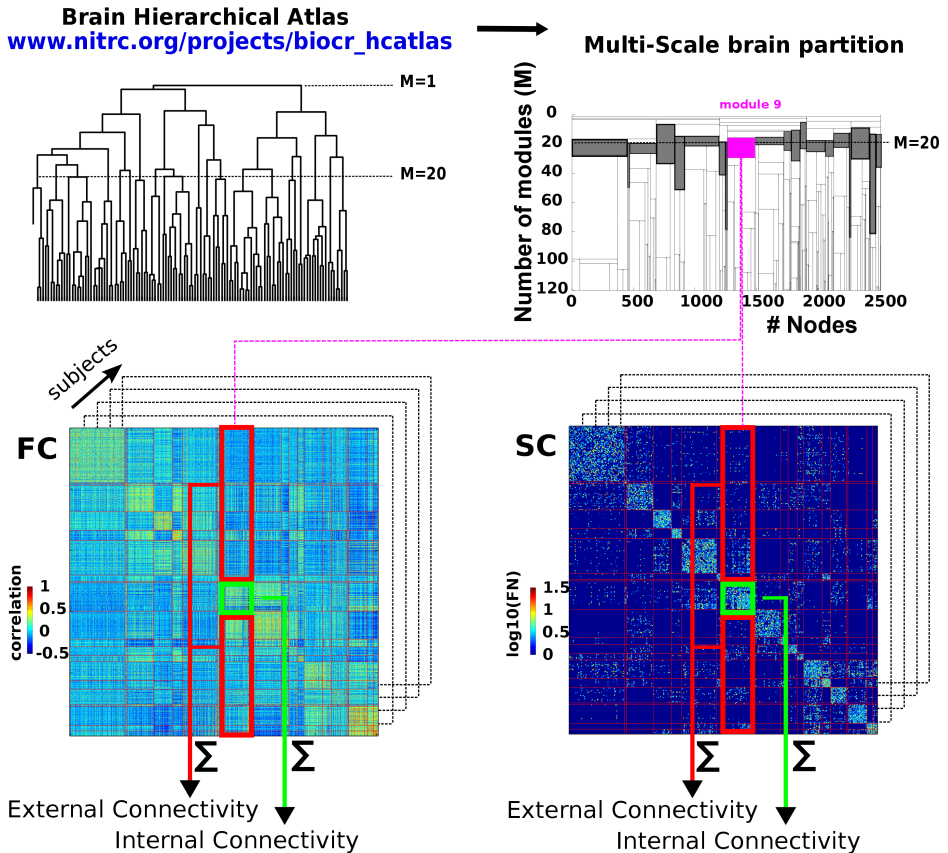 Brain Hierarchical Atlas
www.nitrc.org/projects/biocr_hcatlas
M=1
M=20
Multi-Scale brain partition
module 9
Number of modules (M)
0
20
40
60
80
100
120
M=20
0 500 1000 1500 2000 2500
# Nodes
subjects
FC
correlation
1
0.5
0
-0.5
Σ Σ
External Connectivity
Internal Connectivity
SC
log10(FN)
1.5
1
0.5
0
Σ Σ
External Connectivity
Internal Connectivity